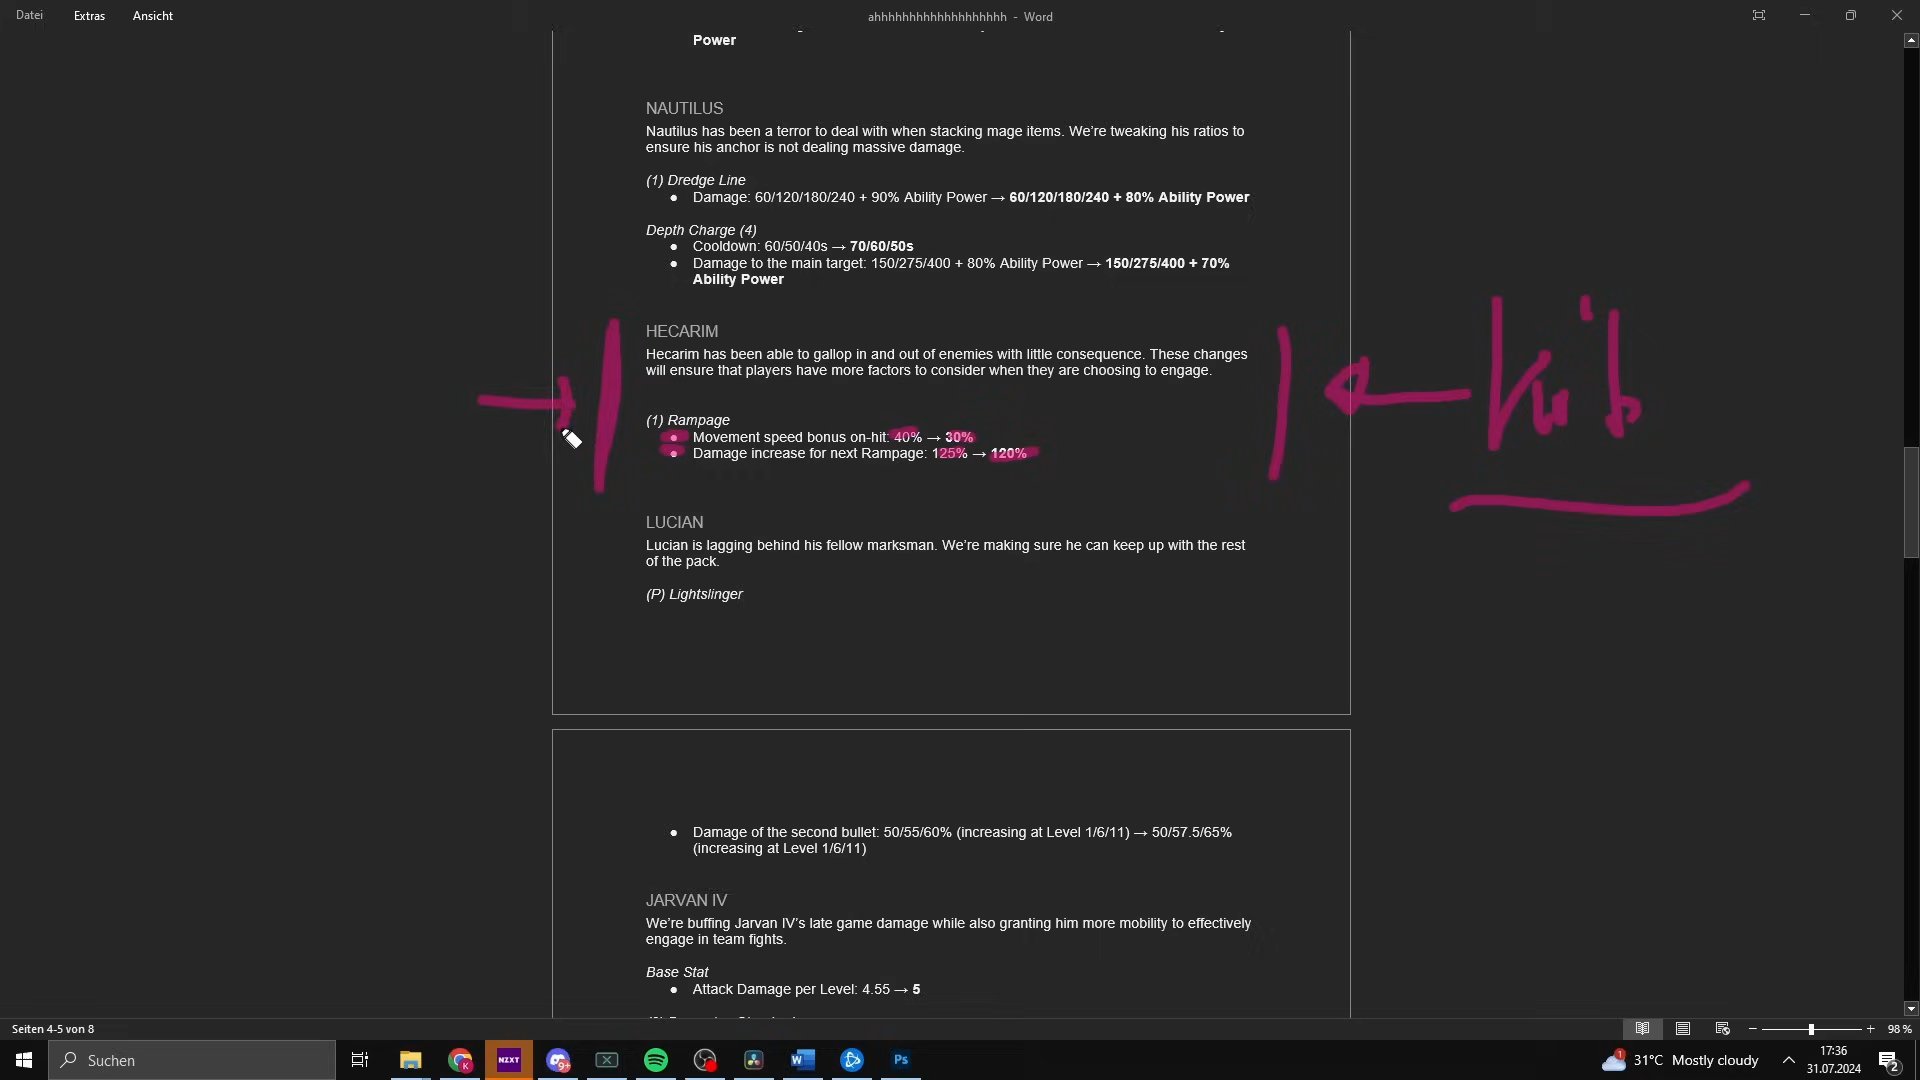 Datei Extras Ansicht
ahhhhhhhhhhhhhhhhhhh - Word
Power
NAUTILUS
Nautilus has been a terror to deal with when stacking mage items. We're tweaking his ratios to
ensure his anchor is not dealing massive damage.
(1) Dredge Line
● Damage: 60/120/180/240 + 90% Ability Power → 60/120/180/240 + 80% Ability Power
Depth Charge (4)
● Cooldown: 60/50/40s → 70/60/50s
● Damage to the main target: 150/275/400 + 80% Ability Power → 150/275/400 + 70%
Ability Power
HECARIM
Hecarim has been able to gallop in and out of enemies with little consequence. These changes
will ensure that players have more factors to consider when they are choosing to engage.
(1) Rampage
● Movement speed bonus on-hit: 40% → 30%
● Damage increase for next Rampage: 125% → 120%
LUCIAN
Lucian is lagging behind his fellow marksman. We're making sure he can keep up with the rest
of the pack.
(P) Lightslinger
● Damage of the second bullet: 50/55/60% (increasing at Level 1/6/11) → 50/57.5/65%
(increasing at Level 1/6/11)
JARVAN IV
We're buffing Jarvan IV's late game damage while also granting him more mobility to effectively
engage in team fights.
Base Stat
● Attack Damage per Level: 4.55 → 5
Seiten 4-5 von 8
98 %
Suchen
NZXT
9+
Ps
1
31°C Mostly cloudy
17:36
31.07.2024
2